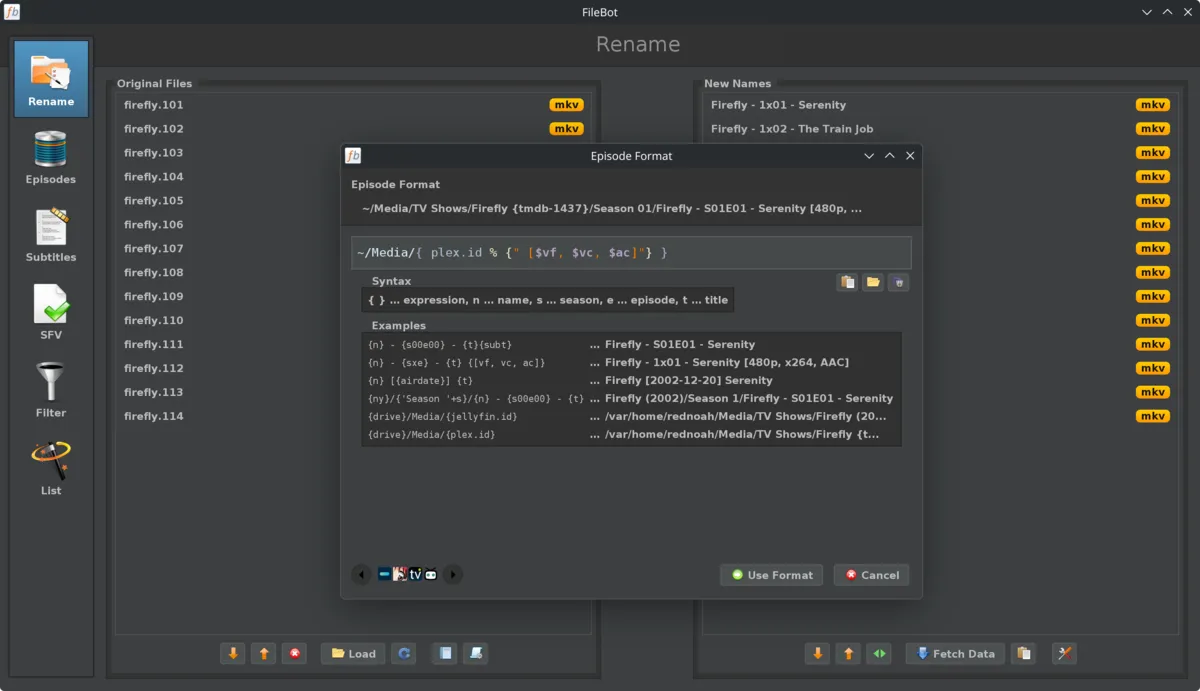 fb
FileBot
Rename
Rename
Episodes
Subtitles
SFV
Filter
List
Original Files
firefly.101 mkv
firefly.102 mkv
firefly.103
firefly.104
firefly.105
firefly.106
firefly.107
firefly.108
firefly.109
firefly.110
firefly.111
firefly.112
firefly.113
firefly.114
Load
New Names
Firefly - 1x01 - Serenity mkv
Firefly - 1x02 - The Train Job mkv
mkv
mkv
mkv
mkv
mkv
mkv
mkv
mkv
mkv
mkv
mkv
mkv
Fetch Data
fb
Episode Format
Episode Format
~/Media/TV Shows/Firefly {tmdb-1437}/Season 01/Firefly - S01E01 - Serenity [480p, ...
~/Media/{ plex.id % {" [$vf, $vc, $ac]"} }
Syntax
{ } ... expression, n ... name, s ... season, e ... episode, t ... title
Examples
{n} - {s00e00} - {t}{subt} ... Firefly - S01E01 - Serenity
{n} - {sxe} - {t} {[vf, vc, ac]} ... Firefly - 1x01 - Serenity [480p, x264, AAC]
{n} [{airdate}] {t} ... Firefly [2002-12-20] Serenity
{ny}/{'Season '+s}/{n} - {s00e00} - {t} ... Firefly (2002)/Season 1/Firefly - S01E01 - Serenity
{drive}/Media/{jellyfin.id} ... /var/home/rednoah/Media/TV Shows/Firefly (20...
{drive}/Media/{plex.id} ... /var/home/rednoah/Media/TV Shows/Firefly {t...
tv
Use Format
Cancel